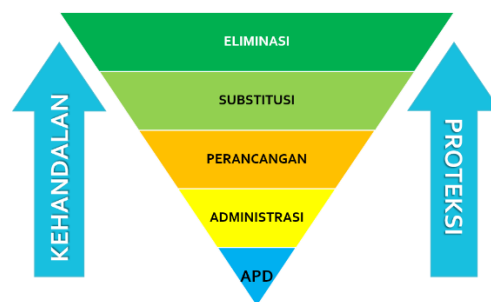 ELIMINASI
SUBSTITUSI
PERANCANGAN
ADMINISTRASI
APD
KEHANDALAN
PROTEKSI